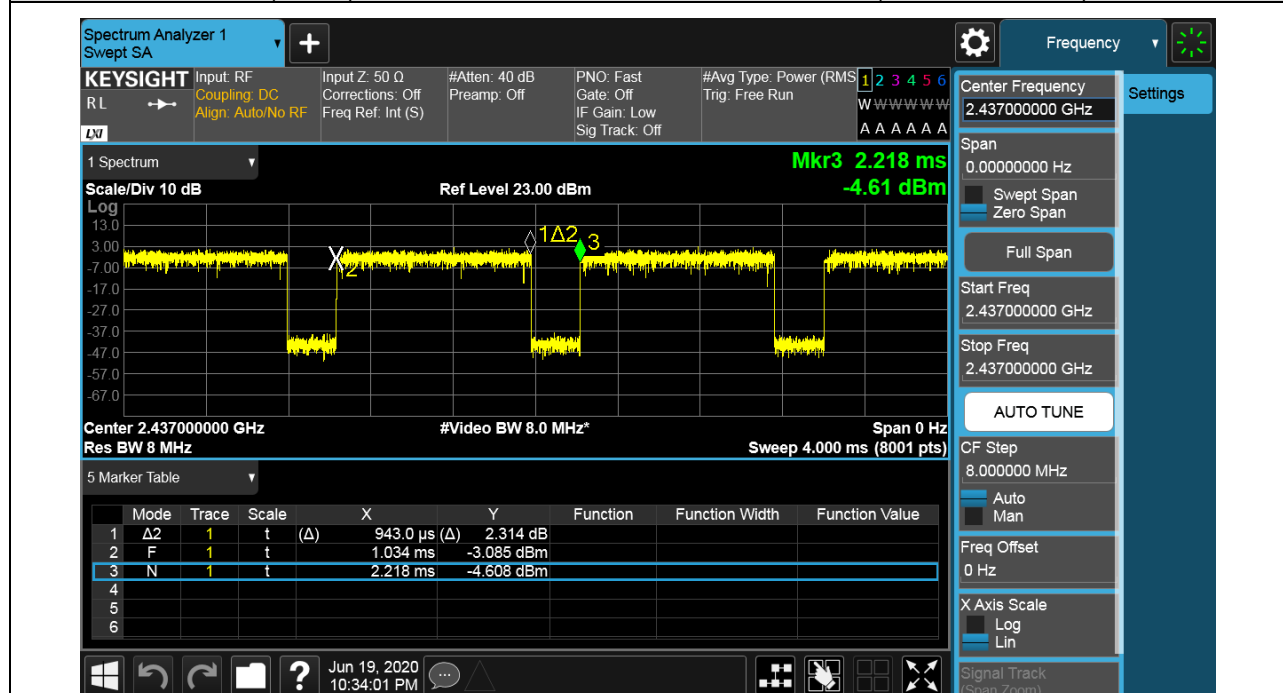 Spectrum Analyzer 1
Swept SA
+
Frequency
KEYSIGHT
RL
LXI
Input: RF
Coupling: DC
Align: Auto/No RF
Input Z: 50 Ω
Corrections: Off
Freq Ref: Int (S)
#Atten: 40 dB
Preamp: Off
PNO: Fast
Gate: Off
IF Gain: Low
Sig Track: Off
#Avg Type: Power (RMS
Trig: Free Run
1 2 3 4 5 6
W W W W W W
A A A A A A
1 Spectrum
Mkr3 2.218 ms
Scale/Div 10 dB
Ref Level 23.00 dBm
-4.61 dBm
Log
13.0
3.00
-7.00
-17.0
-27.0
-37.0
-47.0
-57.0
-67.0
1Δ2
3
X2
Center 2.437000000 GHz
#Video BW 8.0 MHz*
Span 0 Hz
Res BW 8 MHz
Sweep 4.000 ms (8001 pts)
5 Marker Table
Mode Trace Scale X Y Function Function Width Function Value
1 Δ2 1 t (Δ) 943.0 µs (Δ) 2.314 dB
2 F 1 t 1.034 ms -3.085 dBm
3 N 1 t 2.218 ms -4.608 dBm
4
5
6
?
Jun 19, 2020
10:34:01 PM
Center Frequency
2.437000000 GHz
Span
0.00000000 Hz
Swept Span
Zero Span
Full Span
Start Freq
2.437000000 GHz
Stop Freq
2.437000000 GHz
AUTO TUNE
CF Step
8.000000 MHz
Auto
Man
Freq Offset
0 Hz
X Axis Scale
Log
Lin
Signal Track
(Span Zoom)
Settings